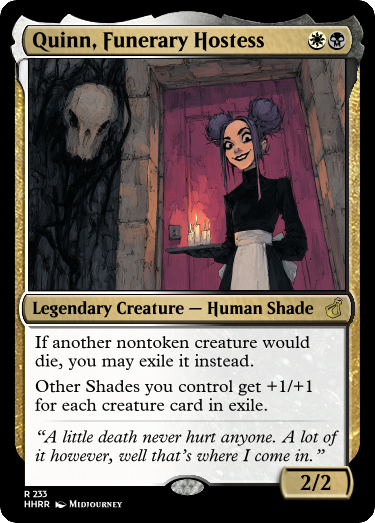 Quinn, Funerary Hostess
Legendary Creature — Human Shade
If another nontoken creature would
die, you may exile it instead.
Other Shades you control get +1/+1
for each creature card in exile.
“A little death never hurt anyone. A lot of
it however, well that’s where I come in.”
2/2
R 233
HHRR Midjourney